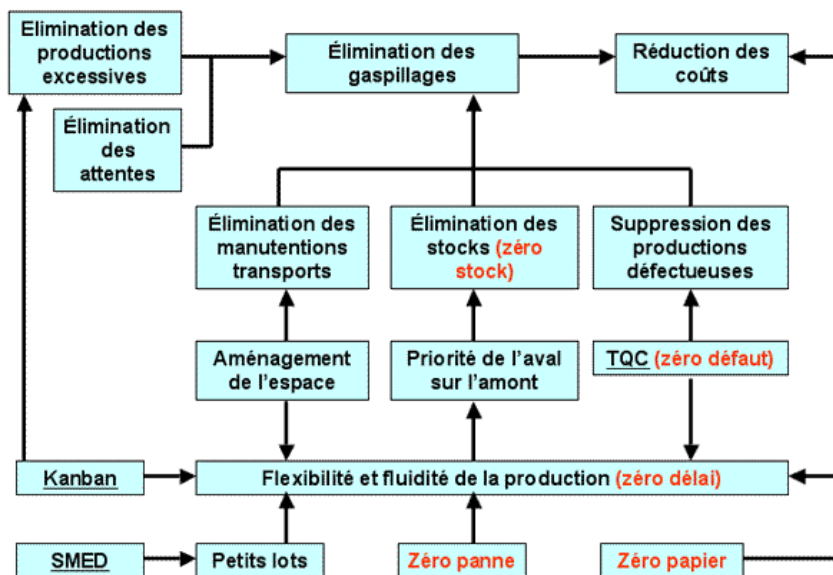 Elimination des
productions
excessives
Élimination des
gaspillages
Réduction des
coûts
Élimination
des
attentes
Élimination des
manutentions
transports
Élimination des
stocks (zéro
stock)
Suppression des
productions
défectueuses
Aménagement
de l'espace
Priorité de l'aval
sur l'amont
TQC (zéro défaut)
Kanban
Flexibilité et fluidité de la production (zéro délai)
SMED
Petits lots
Zéro panne
Zéro papier